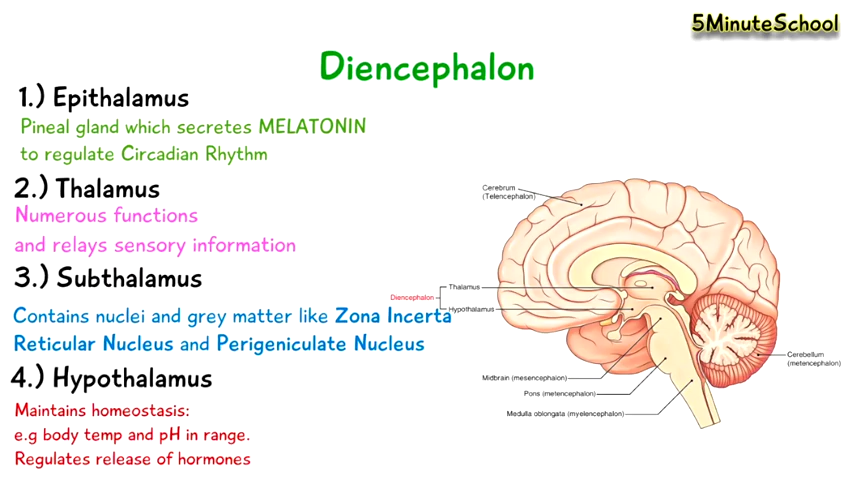 5MinuteSchool
Diencephalon
1.) Epithalamus
Pineal gland which secretes MELATONIN
to regulate Circadian Rhythm
2.) Thalamus
Numerous functions
and relays sensory information
3.) Subthalamus
Contains nuclei and grey matter like Zona Incerta
Reticular Nucleus and Perigeniculate Nucleus
4.) Hypothalamus
Maintains homeostasis:
e.g body temp and pH in range.
Regulates release of hormones
Cerebrum
(Telencephalon)
Diencephalon
Thalamus
Hypothalamus
Midbrain (mesencephalon)
Pons (metencephalon)
Medulla oblongata (myelencephalon)
Cerebellum
(metencephalon)